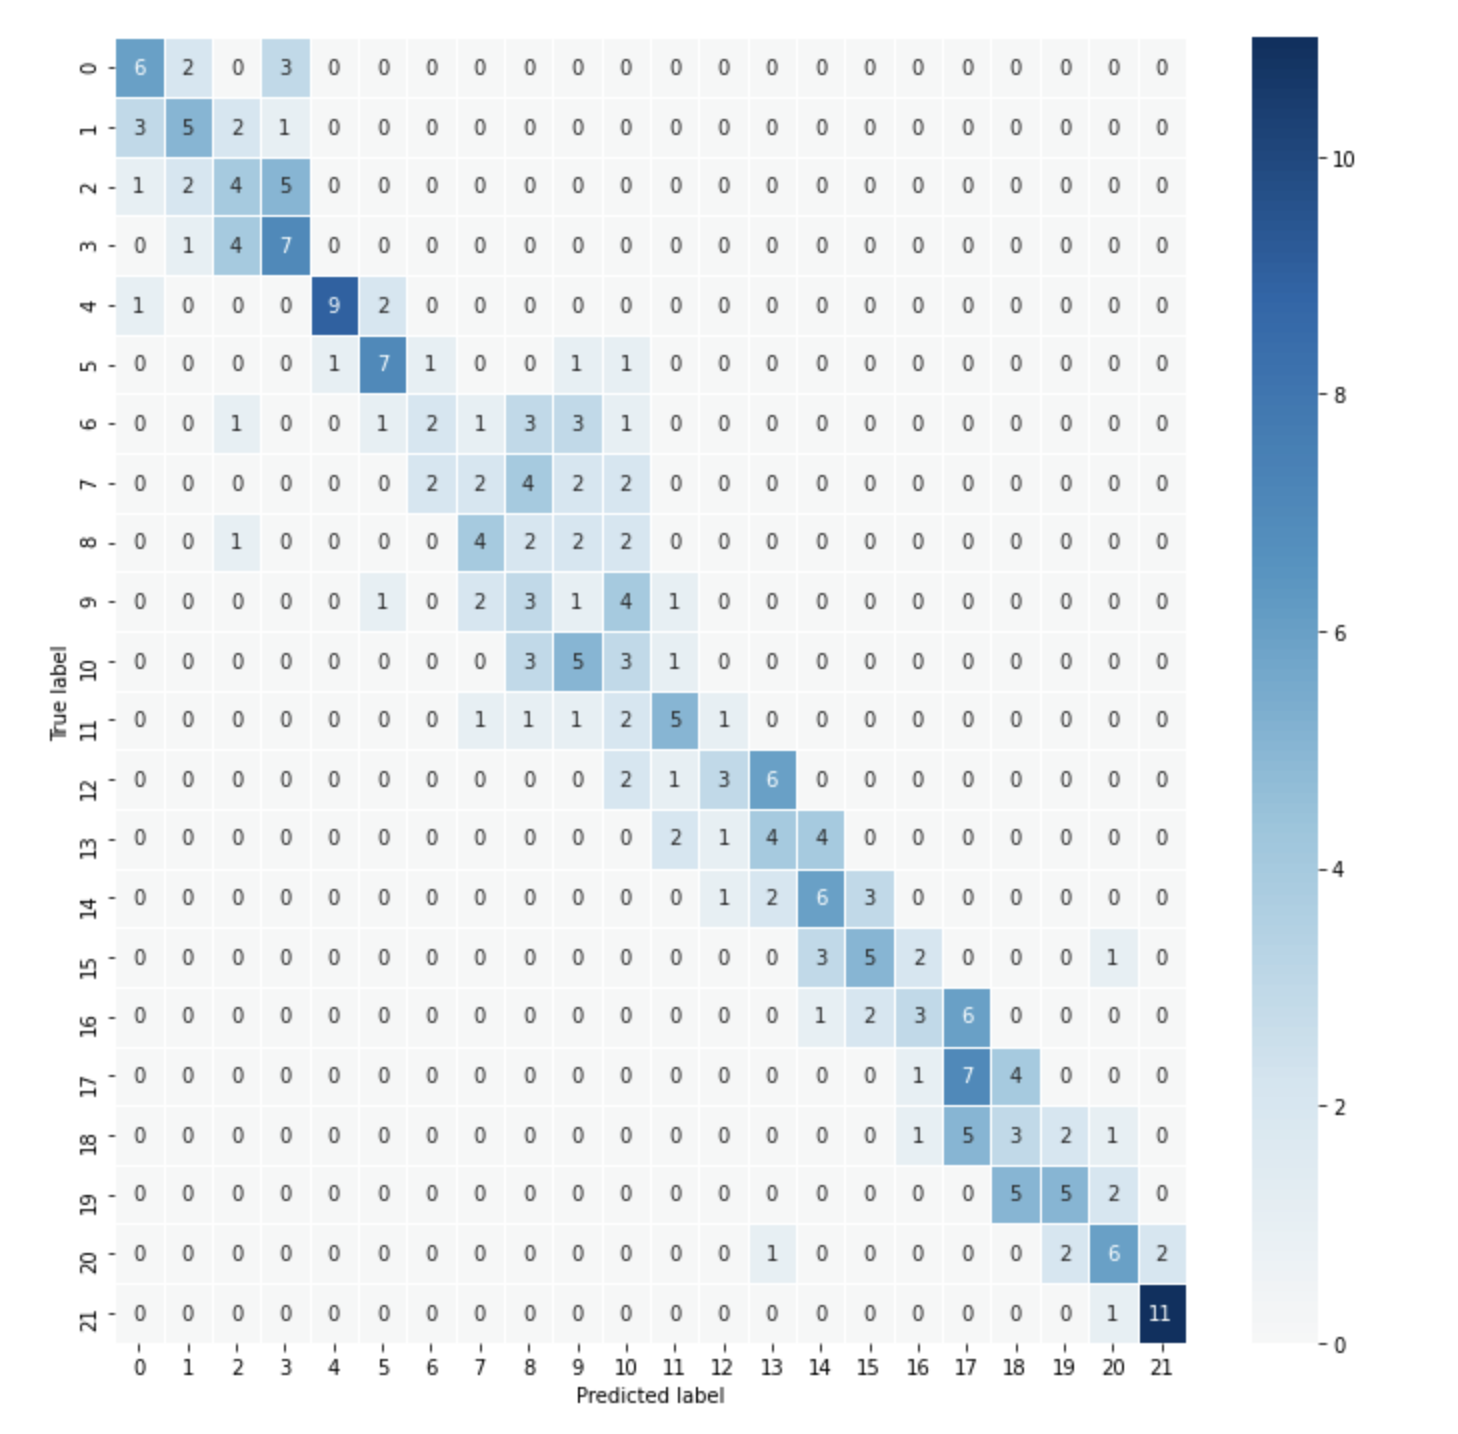 0 6 2 0 3 0 0 0 0 0 0 0 0 0 0 0 0 0 0 0 0 0 0
1 3 5 2 1 0 0 0 0 0 0 0 0 0 0 0 0 0 0 0 0 0 0
2 1 2 4 5 0 0 0 0 0 0 0 0 0 0 0 0 0 0 0 0 0 0
3 0 1 4 7 0 0 0 0 0 0 0 0 0 0 0 0 0 0 0 0 0 0
4 1 0 0 0 9 2 0 0 0 0 0 0 0 0 0 0 0 0 0 0 0 0
5 0 0 0 0 1 7 1 0 0 1 1 0 0 0 0 0 0 0 0 0 0 0
6 0 0 1 0 0 1 2 1 3 3 1 0 0 0 0 0 0 0 0 0 0 0
7 0 0 0 0 0 0 2 2 4 2 2 0 0 0 0 0 0 0 0 0 0 0
8 0 0 1 0 0 0 0 4 2 2 2 0 0 0 0 0 0 0 0 0 0 0
9 0 0 0 0 0 1 0 2 3 1 4 1 0 0 0 0 0 0 0 0 0 0
10 0 0 0 0 0 0 0 0 3 5 3 1 0 0 0 0 0 0 0 0 0 0
11 0 0 0 0 0 0 0 1 1 1 2 5 1 0 0 0 0 0 0 0 0 0
12 0 0 0 0 0 0 0 0 0 0 2 1 3 6 0 0 0 0 0 0 0 0
13 0 0 0 0 0 0 0 0 0 0 0 2 1 4 4 0 0 0 0 0 0 0
14 0 0 0 0 0 0 0 0 0 0 0 0 1 2 6 3 0 0 0 0 0 0
15 0 0 0 0 0 0 0 0 0 0 0 0 0 0 3 5 2 0 0 0 1 0
16 0 0 0 0 0 0 0 0 0 0 0 0 0 0 1 2 3 6 0 0 0 0
17 0 0 0 0 0 0 0 0 0 0 0 0 0 0 0 0 1 7 4 0 0 0
18 0 0 0 0 0 0 0 0 0 0 0 0 0 0 0 0 1 5 3 2 1 0
19 0 0 0 0 0 0 0 0 0 0 0 0 0 0 0 0 0 0 5 5 2 0
20 0 0 0 0 0 0 0 0 0 0 0 0 0 1 0 0 0 0 0 2 6 2
21 0 0 0 0 0 0 0 0 0 0 0 0 0 0 0 0 0 0 0 0 1 11
0 1 2 3 4 5 6 7 8 9 10 11 12 13 14 15 16 17 18 19 20 21
Predicted label
True label
10
8
6
4
2
0